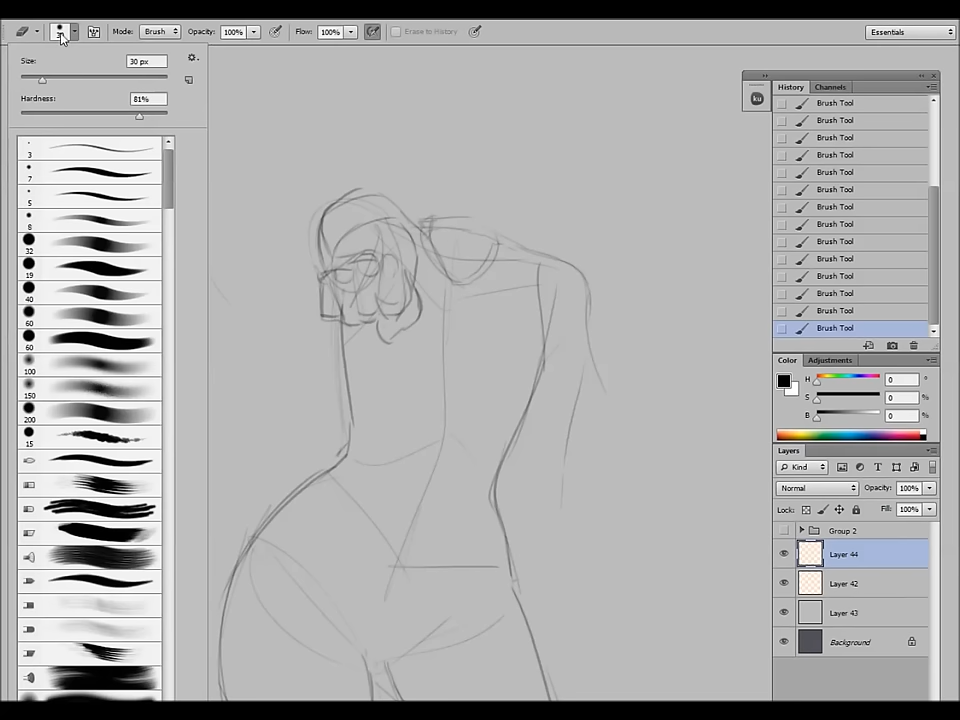 Mode: Brush Opacity: 100% Flow: 100% Erase to History Essentials
Size: 30 px
Hardness: 81%
3
7
5
8
32
19
40
60
60
100
150
200
15
ku
History Channels
Brush Tool
Brush Tool
Brush Tool
Brush Tool
Brush Tool
Brush Tool
Brush Tool
Brush Tool
Brush Tool
Brush Tool
Brush Tool
Brush Tool
Brush Tool
Brush Tool
Color Adjustments
H 0 °
S 0 %
B 0 %
Layers
Kind T
Normal Opacity: 100%
Lock: Fill: 100%
Group 2
Layer 44
Layer 42
Layer 43
Background